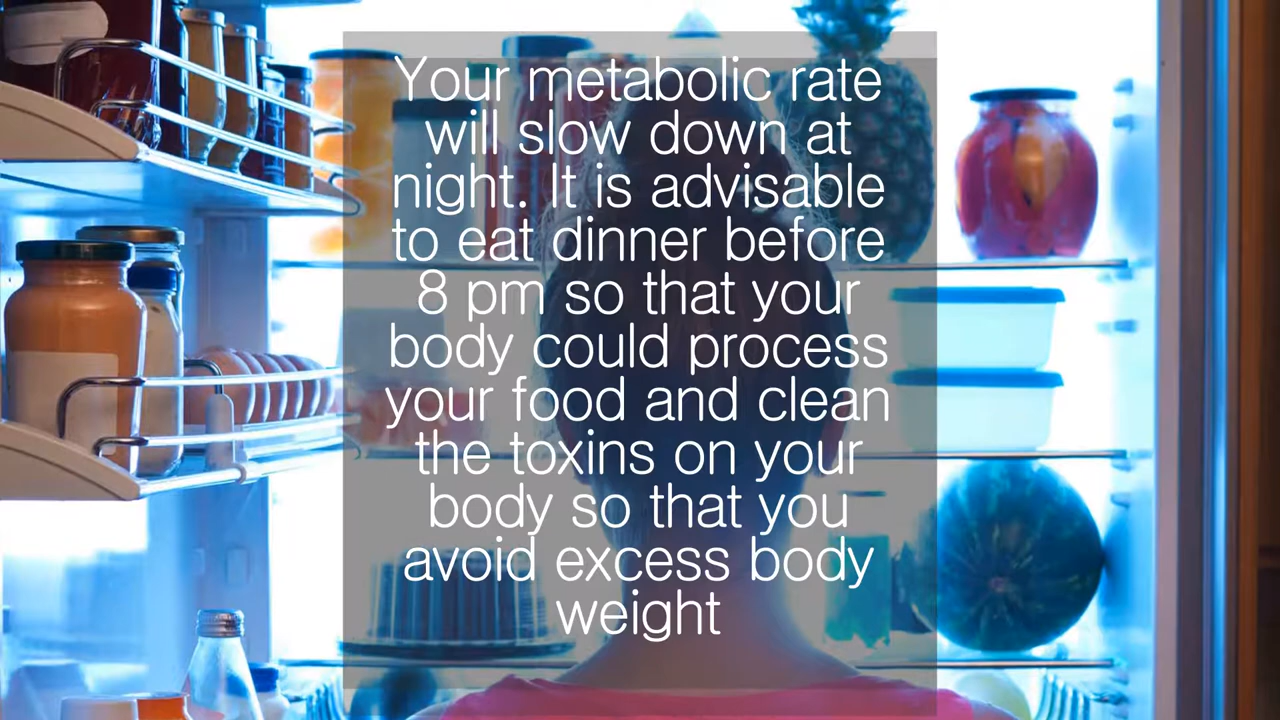 Your metabolic rate
will slow down at
night. It is advisable
to eat dinner before
8 pm so that your
body could process
your food and clean
the toxins on your
body so that you
avoid excess body
weight